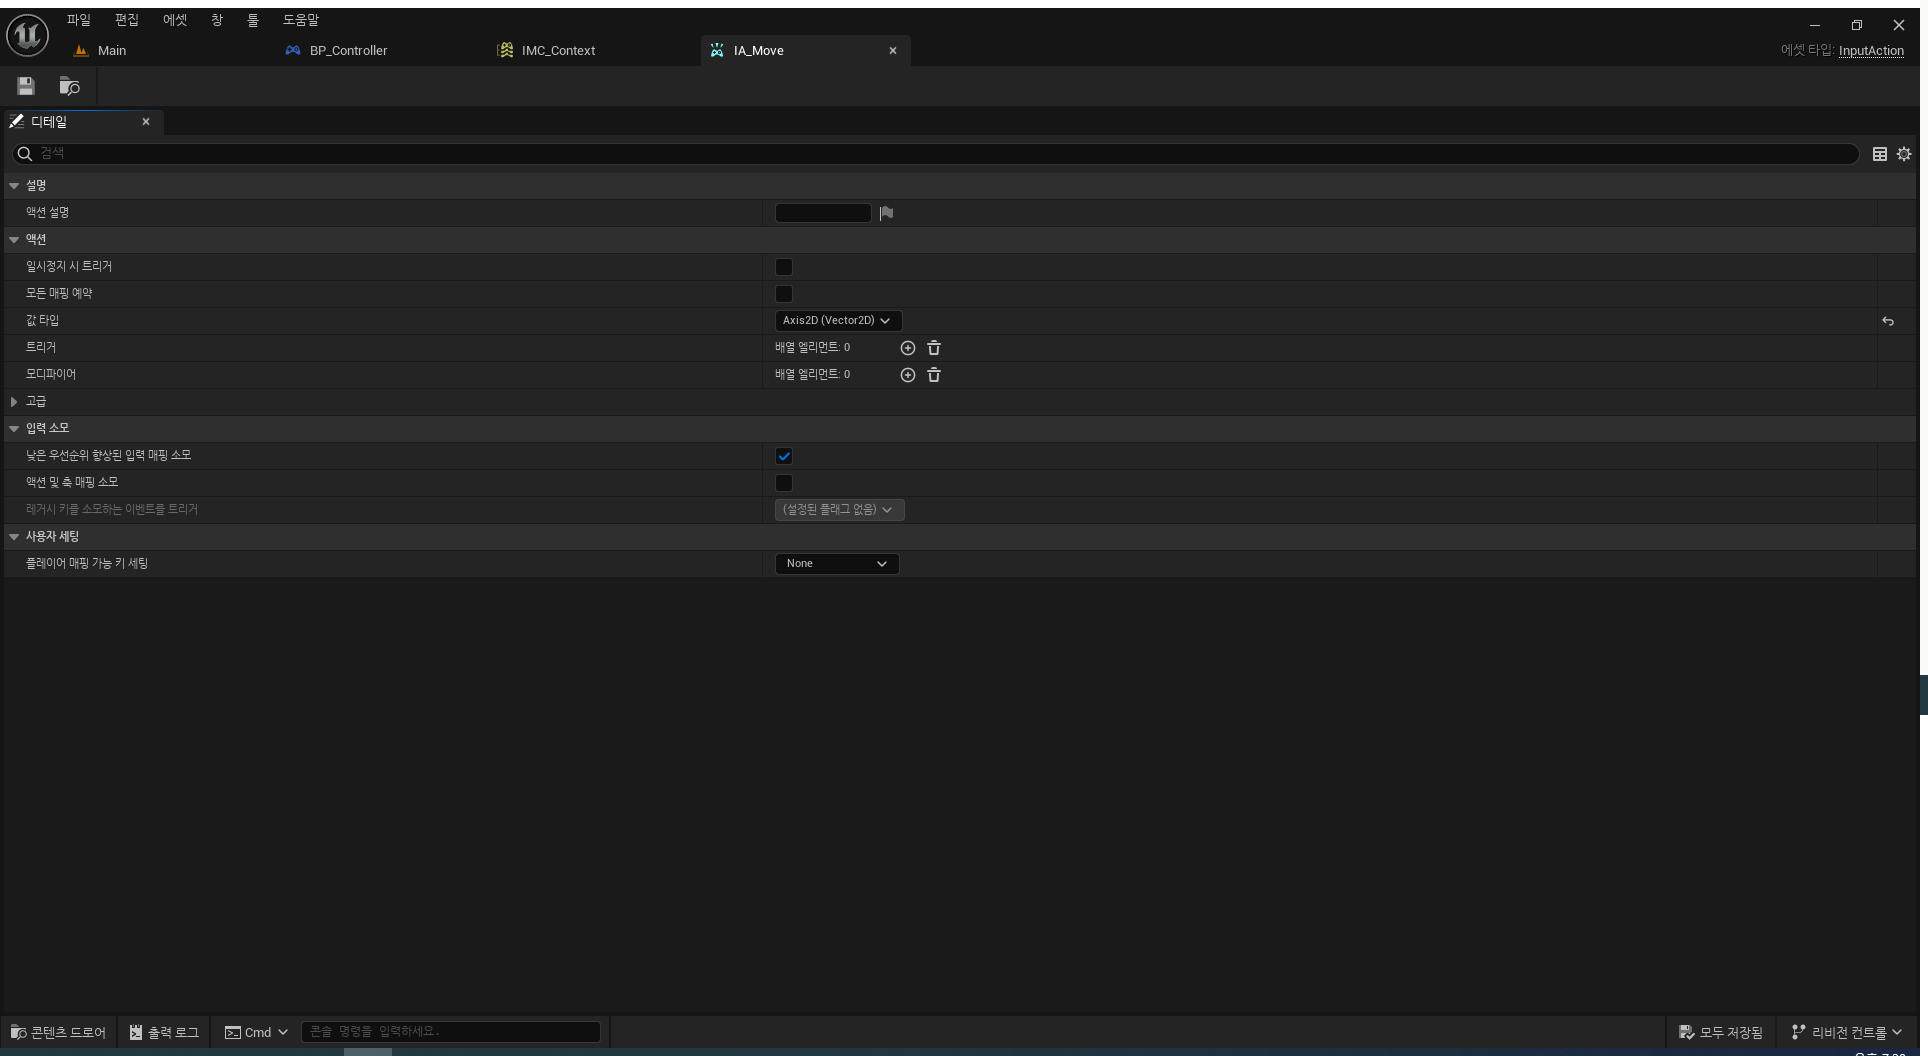 파일 편집 에셋 창 툴 도움말
Main BP_Controller IMC_Context IA_Move 에셋 타입: InputAction
디테일
검색
설명
액션 설명
액션
일시정지 시 트리거
모든 매핑 예약
값 타입 Axis2D (Vector2D)
트리거 배열 엘리먼트: 0
모디파이어 배열 엘리먼트: 0
고급
입력 소모
낮은 우선순위 향상된 입력 매핑 소모
액션 및 축 매핑 소모
레거시 키를 소모하는 이벤트를 트리거 (설정된 플래그 없음)
사용자 세팅
플레이어 매핑 가능 키 세팅 None
콘텐츠 드로어 출력 로그 Cmd 콘솔 명령을 입력하세요. 모두 저장됨 리비전 컨트롤